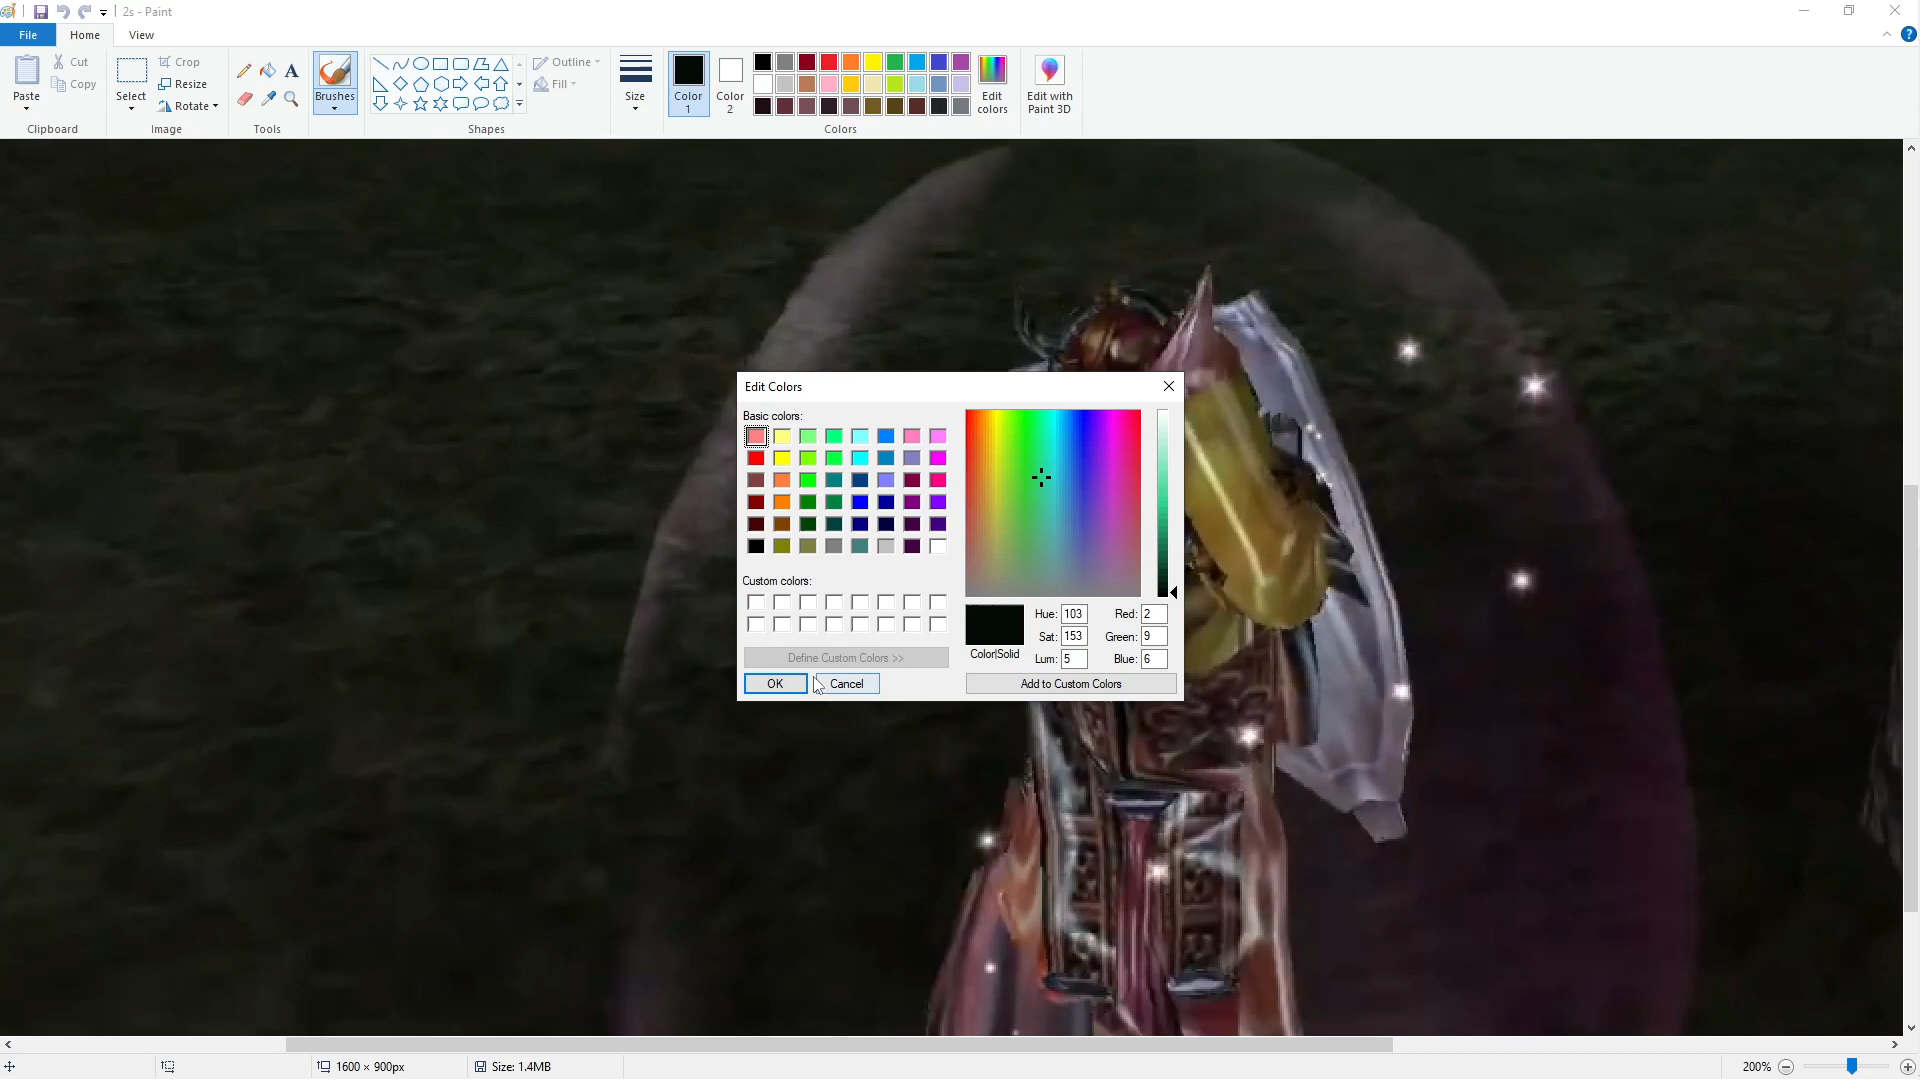 2s - Paint
File Home View
Paste
Cut
Copy
Clipboard
Select
Crop
Resize
Rotate
Image
Tools
Brushes
Outline
Fill
Shapes
Size
Color 1
Color 2
Edit colors
Colors
Edit with Paint 3D
Edit Colors
Basic colors:
Custom colors:
Define Custom Colors >>
OK Cancel
Color|Solid
Hue: 103 Red: 2
Sat: 153 Green: 9
Lum: 5 Blue: 6
Add to Custom Colors
1600 × 900px Size: 1.4MB 200%